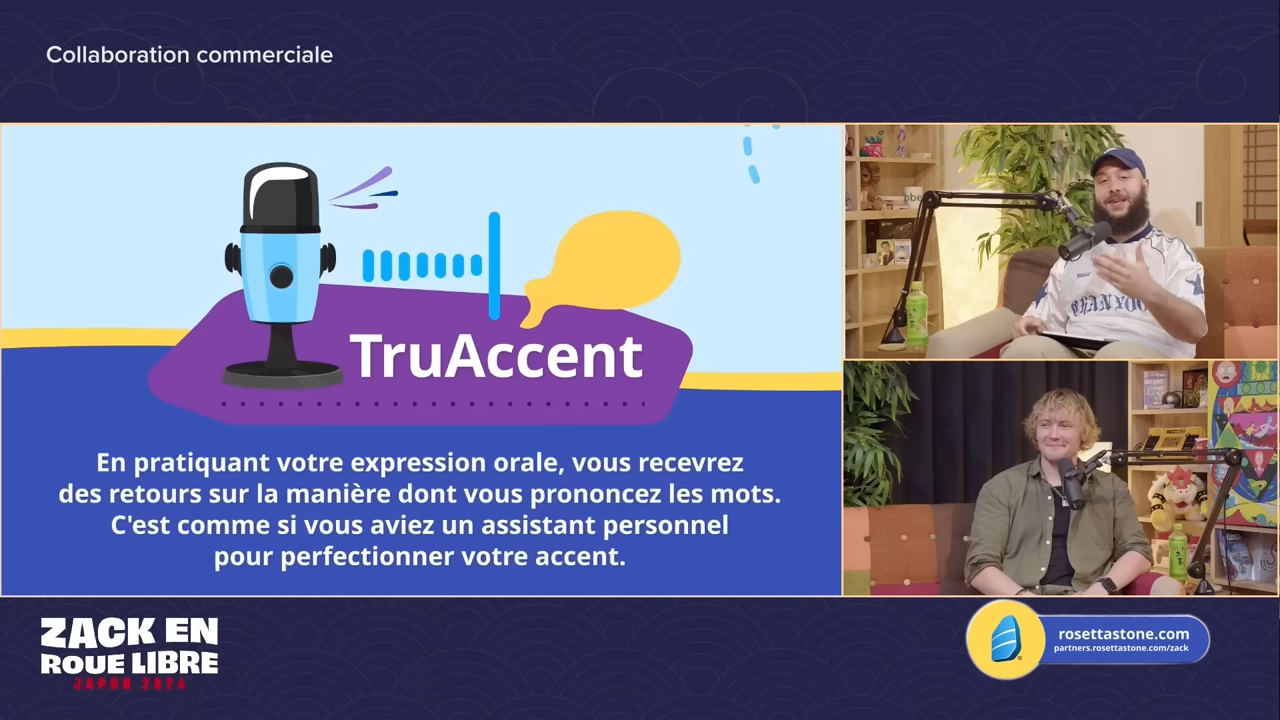 Collaboration commerciale
TruAccent
En pratiquant votre expression orale, vous recevrez
des retours sur la manière dont vous prononcez les mots.
C'est comme si vous aviez un assistant personnel
pour perfectionner votre accent.
ZACK EN
ROUE LIBRE
JAPON 2024
rosettastone.com
partners.rosettastone.com/zack